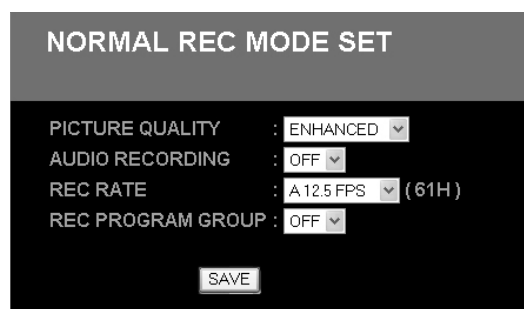 NORMAL REC MODE SET
PICTURE QUALITY : ENHANCED
AUDIO RECORDING : OFF
REC RATE : A 12.5 FPS (61H)
REC PROGRAM GROUP : OFF
SAVE